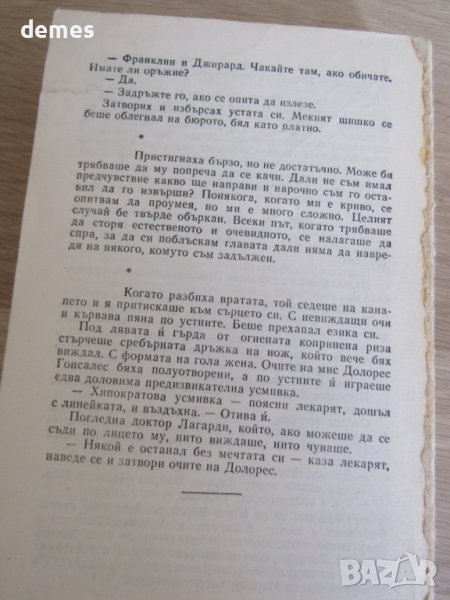 demes
— Франклин и Джирард. Чакайте там, ако обичате.
Имате ли оръжие?
— Да.
— Задръжте го, ако се опита да излезе.
Затворих и избърсах устата си. Мекият шишко се
беше облегнал на бюрото, бял като платно.
*
Пристигнаха бързо, но не достатъчно. Може би
трябваше да му попреча да се качи. Дали не съм имал
предчувствие какво ще направи и нарочно съм го оста-
вил да го извърши? Понякога, когато ми е криво, се
опитвам да проумея, но ми е много сложно. Целият
случай бе твърде объркан. Всеки път, когато трябваше
да сторя естественото и очевидното, се налагаше да
спра, за да си поблъскам главата дали няма да навре-
дя на някого, комуто съм задължен.
*
Когато разбиха вратата, той седеше на кана-
пето и я притискаше към сърцето си. С невиждащи очи
и кървава пяна по устните. Беше прехапал езика си.
Под лявата ѝ гърда от огнената копринена риза
стърчеше сребърната дръжка на нож, който вече бях
виждал. С формата на гола жена. Очите на мис Долорес
Гонсалес бяха полуотворени, а по устните ѝ играеше
едва доловима предизвикателна усмивка.
— Хипократова усмивка — поясни лекарят, дошъл
с линейката, и въздъхна. — Отива ѝ.
Погледна доктор Лагарди, който, ако можеше да се
съди по лицето му, нито виждаше, нито чуваше.
— Някой е останал без мечтата си — каза лекарят,
наведе се и затвори очите на Долорес.
BAZAR